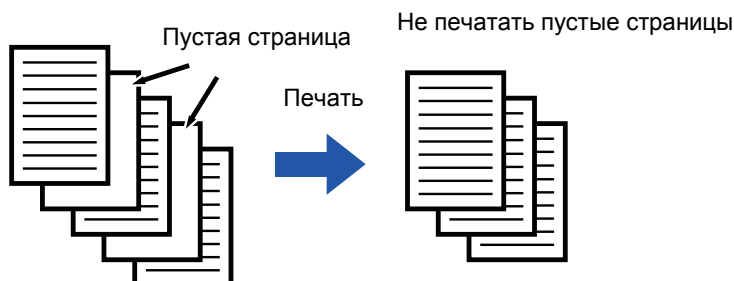 Пустая страница
Не печатать пустые страницы
Печать